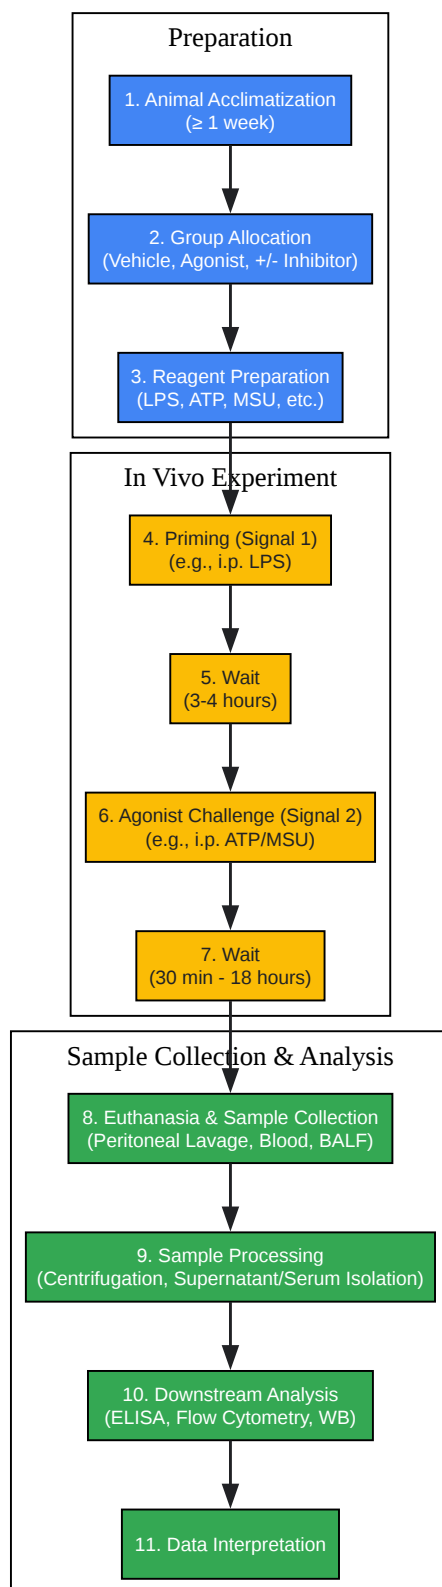 Preparation
1. Animal Acclimatization
(≥ 1 week)
2. Group Allocation
(Vehicle, Agonist, +/- Inhibitor)
3. Reagent Preparation
(LPS, ATP, MSU, etc.)
In Vivo Experiment
4. Priming (Signal 1)
(e.g., i.p. LPS)
5. Wait
(3-4 hours)
6. Agonist Challenge (Signal 2)
(e.g., i.p. ATP/MSU)
7. Wait
(30 min - 18 hours)
Sample Collection & Analysis
8. Euthanasia & Sample Collection
(Peritoneal Lavage, Blood, BALF)
9. Sample Processing
(Centrifugation, Supernatant/Serum Isolation)
10. Downstream Analysis
(ELISA, Flow Cytometry, WB)
11. Data Interpretation